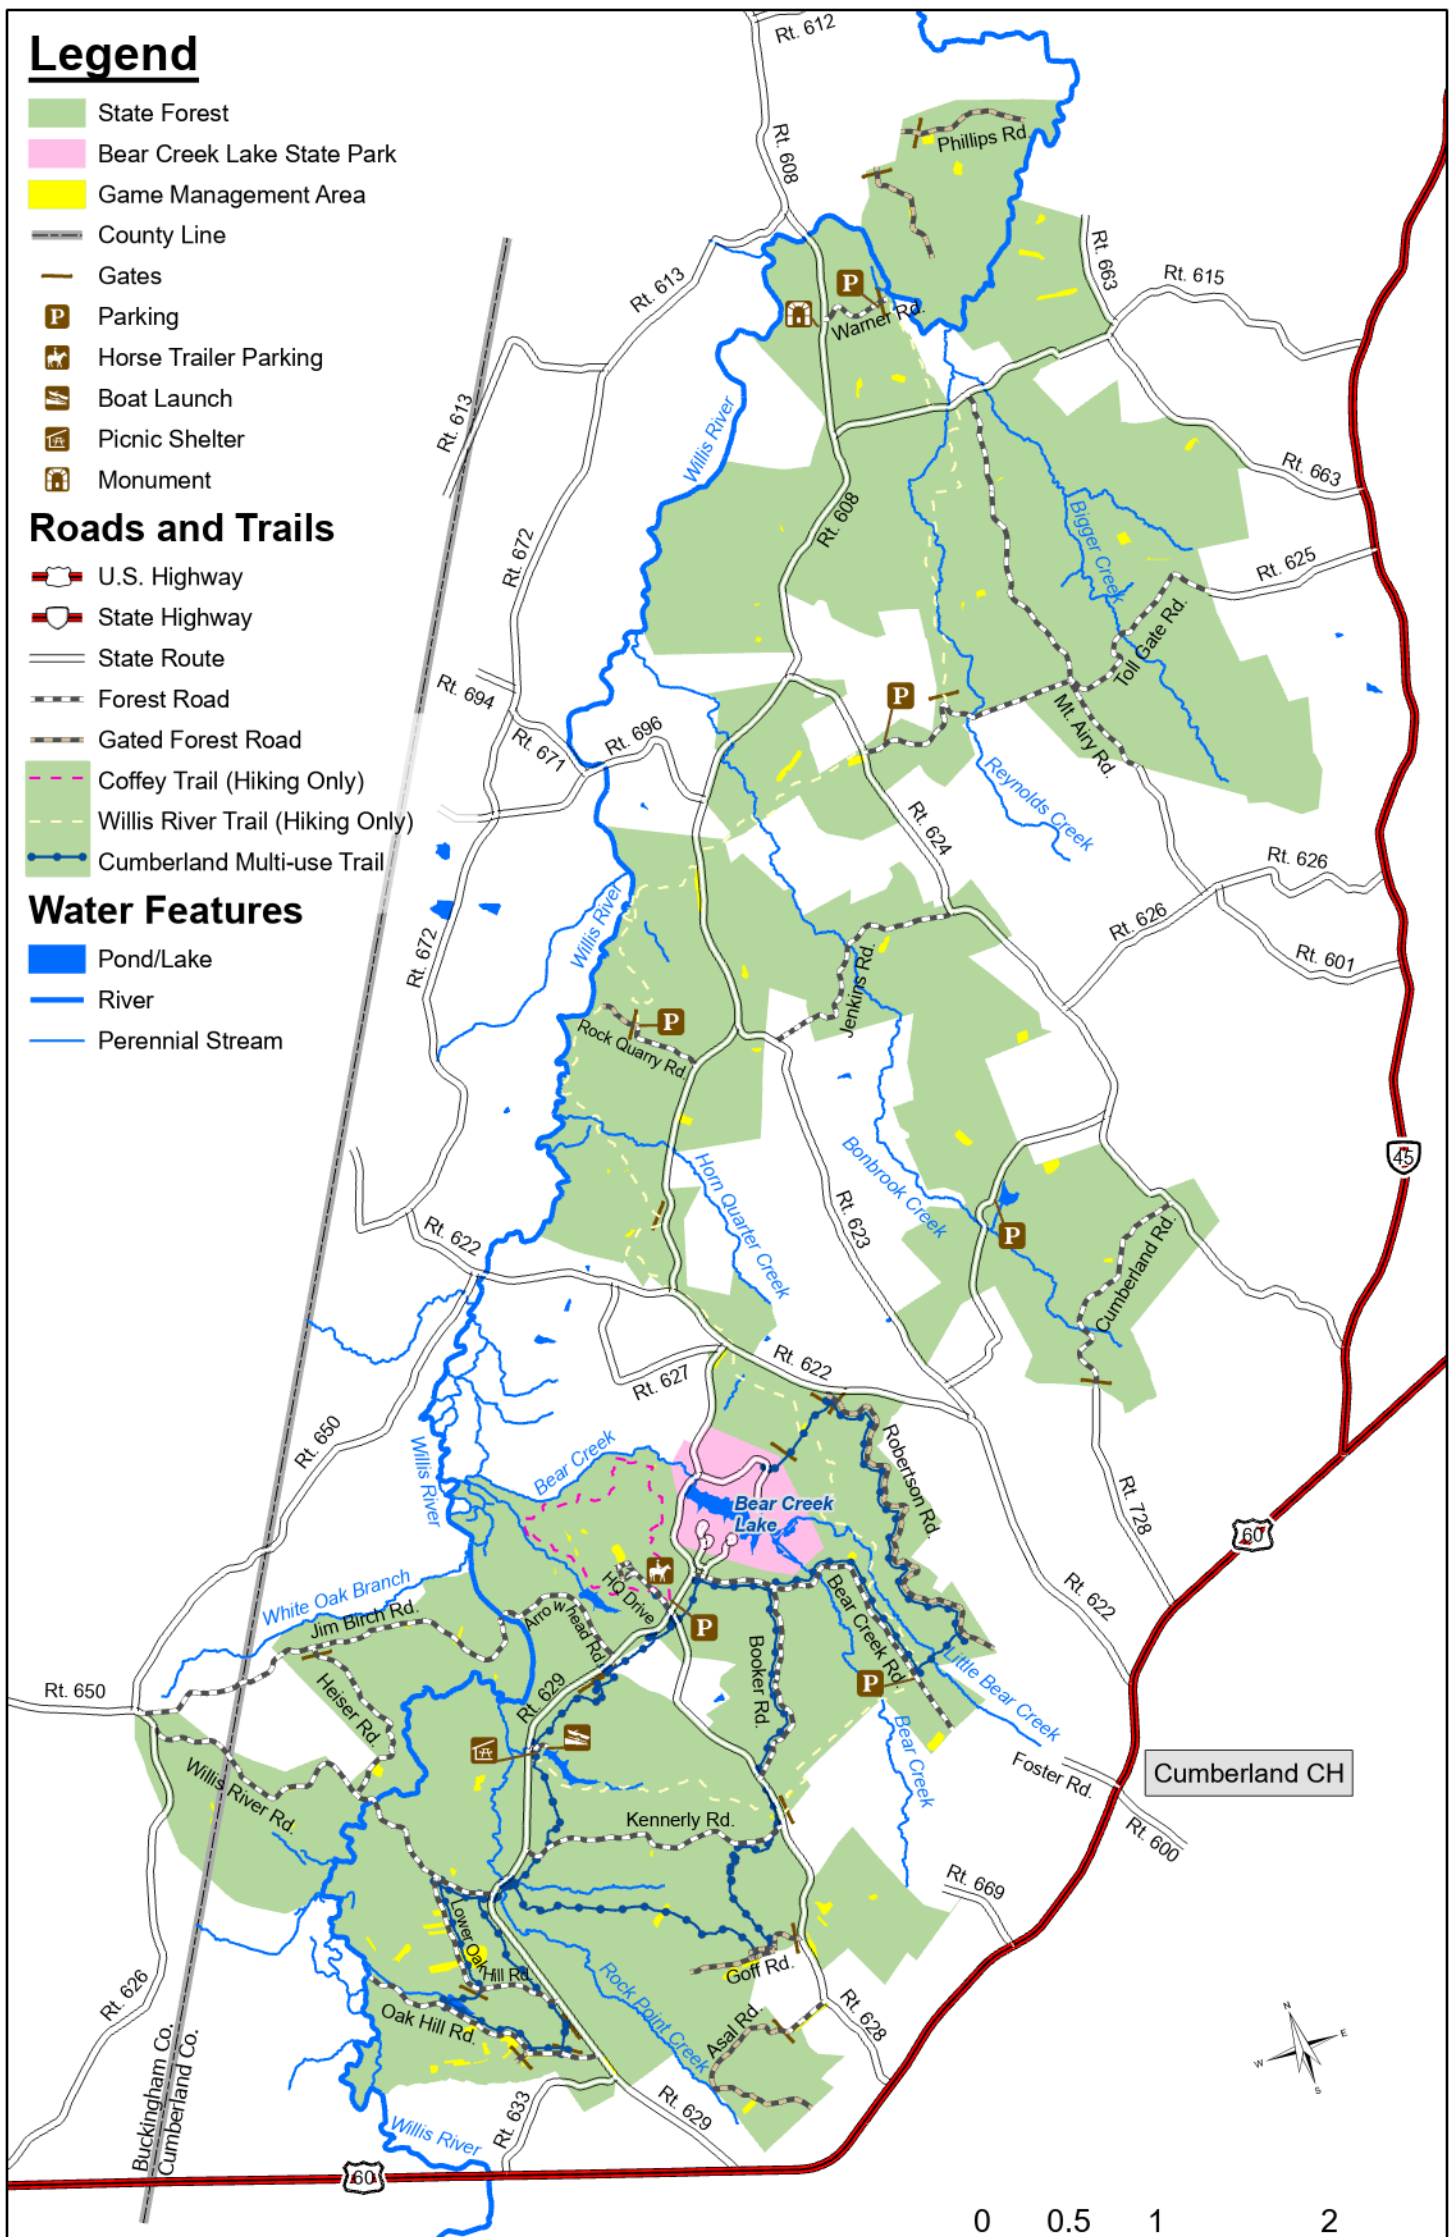 Legend
State Forest
Bear Creek Lake State Park
Game Management Area
County Line
Gates
P Parking
Horse Trailer Parking
Boat Launch
Picnic Shelter
Monument
Roads and Trails
U.S. Highway
State Highway
State Route
Forest Road
Gated Forest Road
Coffey Trail (Hiking Only)
Willis River Trail (Hiking Only)
Cumberland Multi-use Trail
Water Features
Pond/Lake
River
Perennial Stream
Rt. 612
Rt. 608
Phillips Rd.
Rt. 663
Rt. 615
Rt. 613
P
Warner Rd.
Rt. 613
Willis River
Rt. 663
Rt. 608
Bigger Creek
Rt. 672
Rt. 625
Toll Gate Rd.
Rt. 694
P
Rt. 671
Rt. 696
Mt. Airy Rd.
Reynolds Creek
Rt. 624
Rt. 626
Rt. 626
Rt. 601
Willis River
Rt. 672
Jenkins Rd.
P
Rock Quarry Rd.
45
Bonbrook Creek
Horn Quarter Creek
Rt. 623
P
Rt. 622
Cumberland Rd.
Rt. 622
Rt. 627
Rt. 650
Willis River
Bear Creek
Robertson Rd.
Bear Creek
Lake
Rt. 728
60
HQ Drive
White Oak Branch
Jim Birch Rd.
Arrowhead Rd.
P
Bear Creek Rd.
Rt. 622
Booker Rd.
Little Bear Creek
P
Rt. 650
Heiser Rd.
Rt. 629
Bear Creek
Foster Rd.
Cumberland CH
Willis River Rd.
Kennerly Rd.
Rt. 600
Rt. 669
Lower Oak
Hill Rd.
Goff Rd.
Rock Point Creek
Rt. 626
Oak Hill Rd.
Asal Rd.
Rt. 628
N
E
W
S
Buckingham Co.
Cumberland Co.
Rt. 633
Rt. 629
Willis River
60
0 0.5 1 2